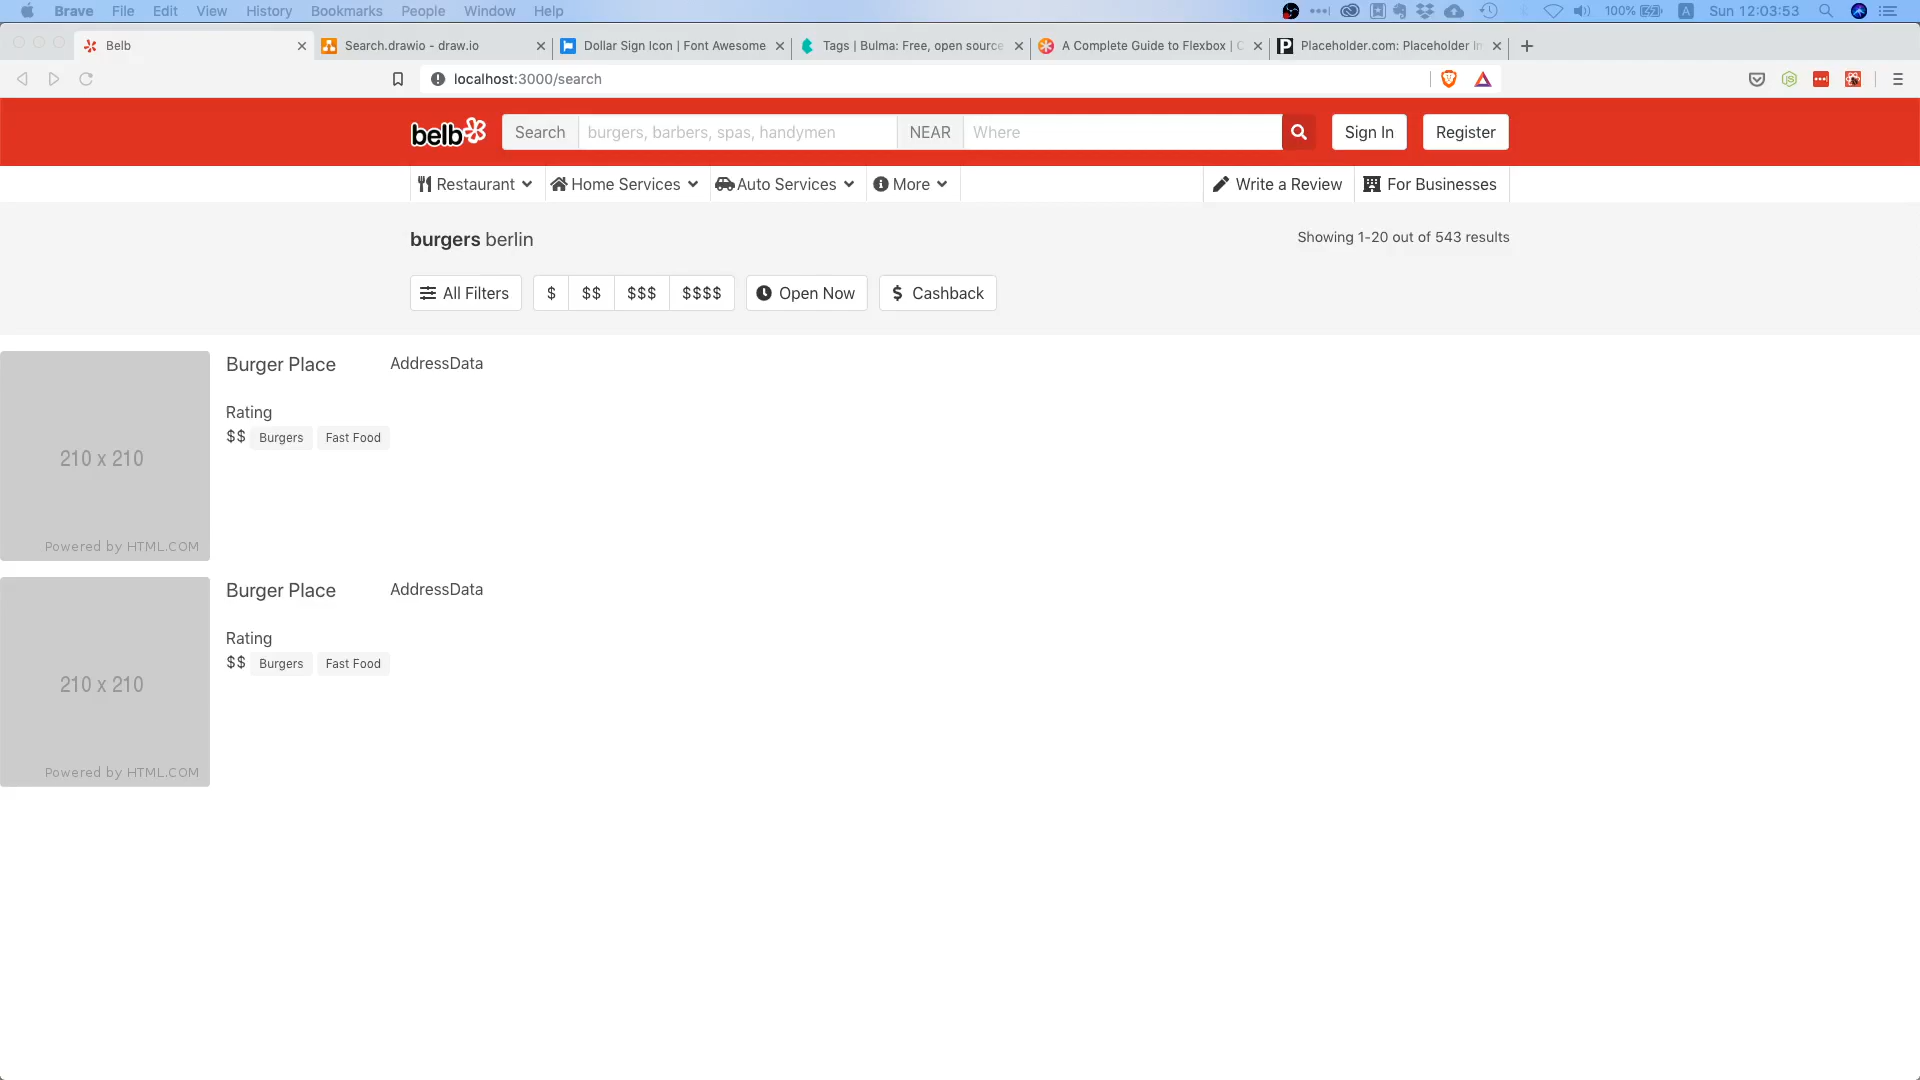 Brave File Edit View History Bookmarks People Window Help 100% A Sun 12:03:53
Belb Search.drawio - draw.io Dollar Sign Icon | Font Awesome Tags | Bulma: Free, open source A Complete Guide to Flexbox | Placeholder.com: Placeholder
localhost:3000/search
belb Search burgers, barbers, spas, handymen NEAR Where Sign In Register
Restaurant Home Services Auto Services More Write a Review For Businesses
burgers berlin Showing 1-20 out of 543 results
All Filters $ $$ $$$ $$$$ Open Now $ Cashback
Burger Place AddressData
Rating
$$ Burgers Fast Food
210 x 210
Powered by HTML.COM
Burger Place AddressData
Rating
$$ Burgers Fast Food
210 x 210
Powered by HTML.COM